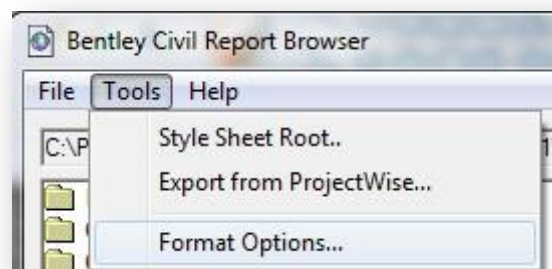 Bentley Civil Report Browser
File Tools Help
C:\P
Style Sheet Root..
Export from ProjectWise...
Format Options...